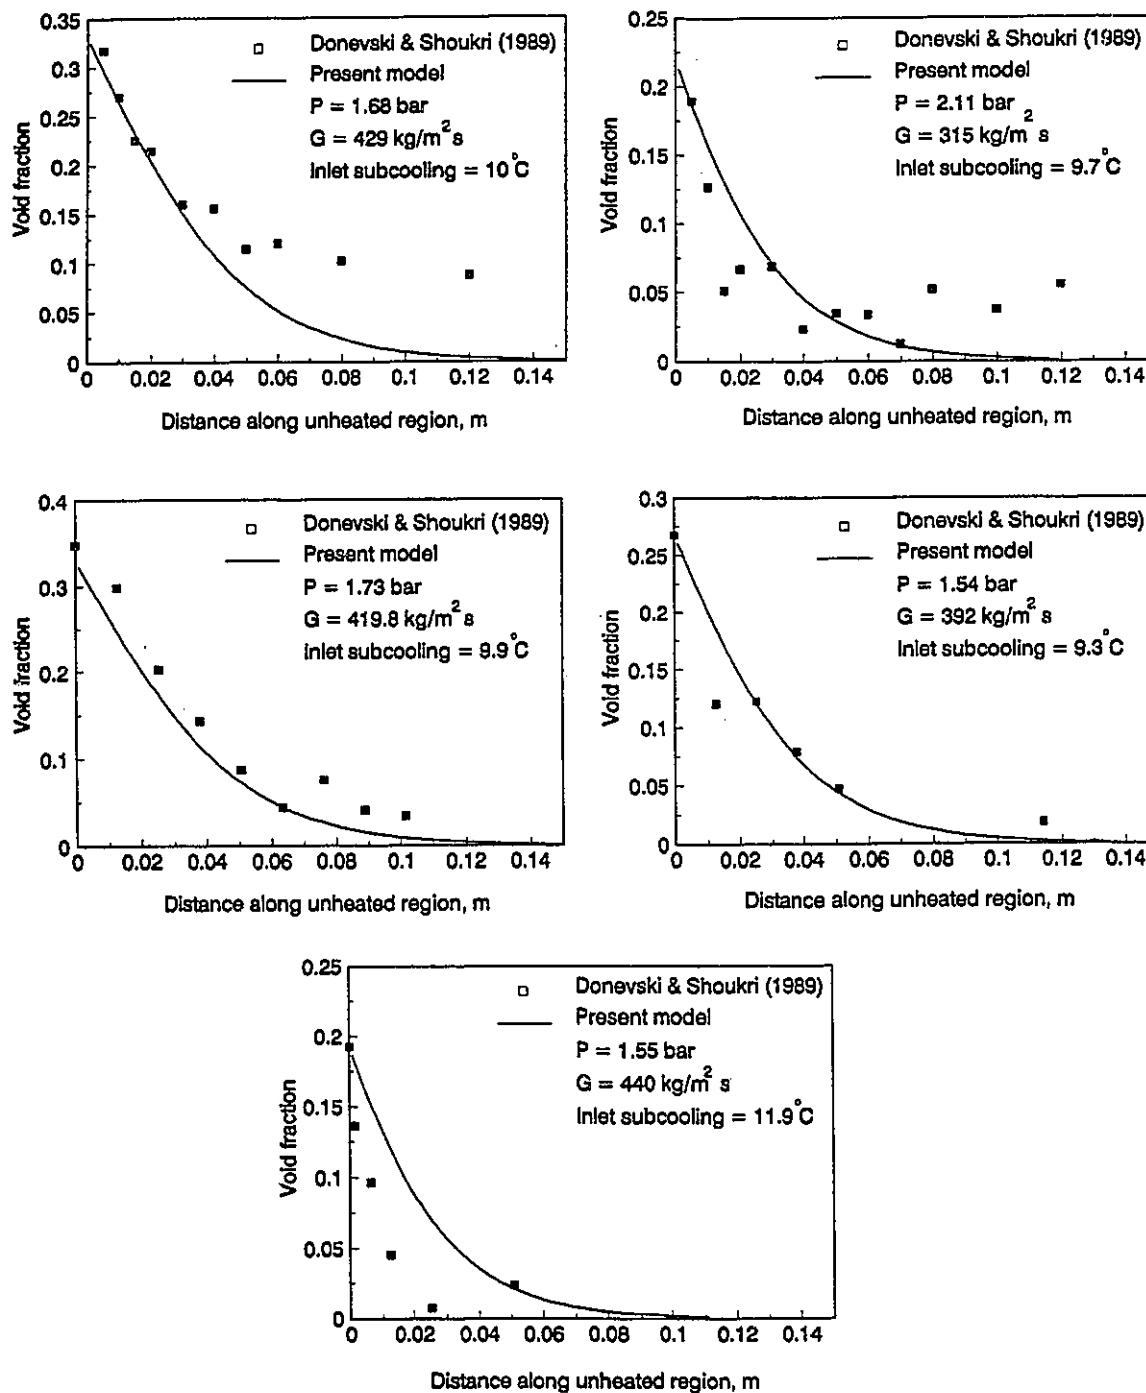 0.35
0.3
0.25
0.2
0.15
0.1
0.05
0
Void fraction
□ Donevski & Shoukri (1989)
Present model
P = 1.68 bar
G = 429 kg/m² s
Inlet subcooling = 10°C
0 0.02 0.04 0.06 0.08 0.1 0.12 0.14
Distance along unheated region, m
0.25
0.2
0.15
0.1
0.05
0
Void fraction
□ Donevski & Shoukri (1989)
Present model
P = 2.11 bar
G = 315 kg/m² s
Inlet subcooling = 9.7°C
0 0.02 0.04 0.06 0.08 0.1 0.12 0.14
Distance along unheated region, m
0.4
0.3
0.2
0.1
0
Void fraction
□ Donevski & Shoukri (1989)
Present model
P = 1.73 bar
G = 419.8 kg/m² s
Inlet subcooling = 9.9°C
0 0.02 0.04 0.06 0.08 0.1 0.12 0.14
Distance along unheated region, m
0.3
0.25
0.2
0.15
0.1
0.05
0
Void fraction
□ Donevski & Shoukri (1989)
Present model
P = 1.54 bar
G = 392 kg/m² s
Inlet subcooling = 9.3°C
0 0.02 0.04 0.06 0.08 0.1 0.12 0.14
Distance along unheated region, m
0.25
0.2
0.15
0.1
0.05
0
Void fraction
□ Donevski & Shoukri (1989)
Present model
P = 1.55 bar
G = 440 kg/m² s
Inlet subcooling = 11.9°C
0 0.02 0.04 0.06 0.08 0.1 0.12 0.14
Distance along unheated region, m